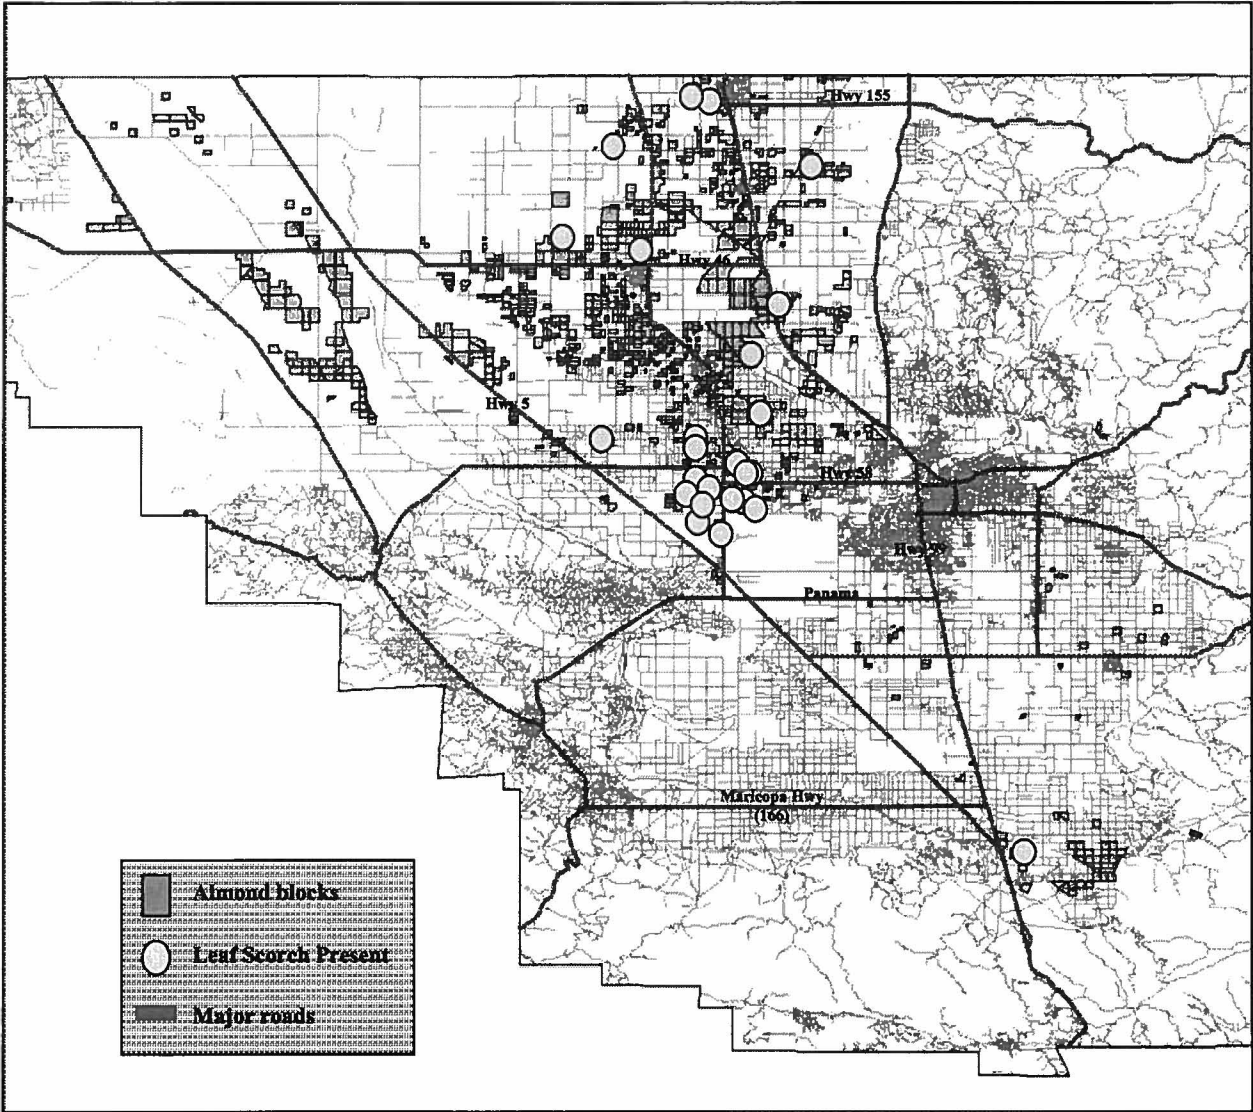 Hwy 155
Hwy 46
Hwy 5
Hwy 58
Hwy 99
Panama
Maricopa Hwy
(166)
Almond blocks
Leaf Scorch Present
Major roads